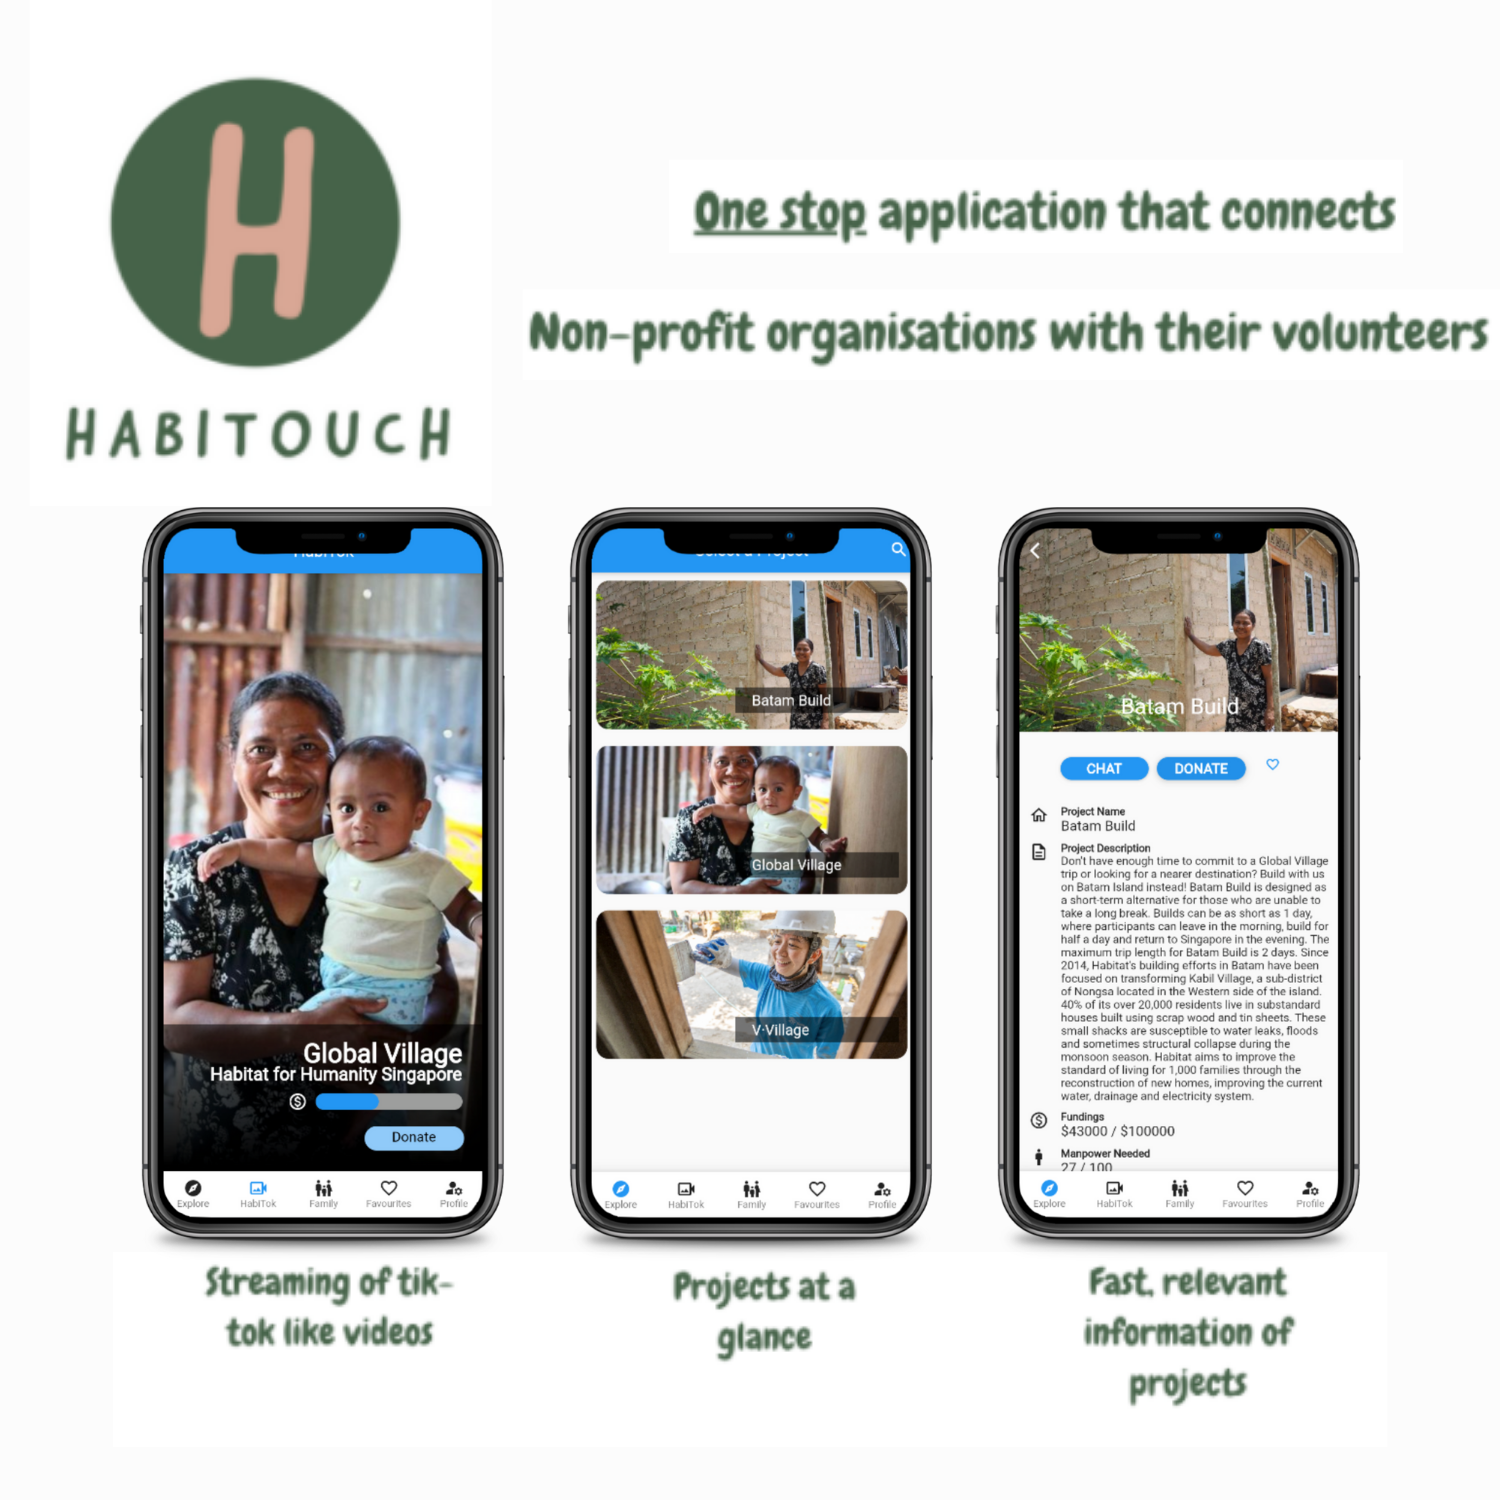 H
HABITOUCH
One stop application that connects
Non-profit organisations with their volunteers
HabiTok
Global Village
Habitat for Humanity Singapore
Donate
Explore
HabiTok
Family
Favourites
Profile
Select a Project
Batam Build
Global Village
V-Village
Explore
HabiTok
Family
Favourites
Profile
Batam Build
CHAT
DONATE
Project Name
Batam Build
Project Description
Don't have enough time to commit to a Global Village
trip or looking for a nearer destination? Build with us
on Batam Island instead! Batam Build is designed as
a short-term alternative for those who are unable to
take a long break. Builds can be as short as 1 day,
where participants can leave in the morning, build for
half a day and return to Singapore in the evening. The
maximum trip length for Batam Build is 2 days. Since
2014, Habitat's building efforts in Batam have been
focused on transforming Kabil Village, a sub-district
of Nongsa located in the Western side of the island.
40% of its over 20,000 residents live in substandard
houses built using scrap wood and tin sheets. These
small shacks are susceptible to water leaks, floods
and sometimes structural collapse during the
monsoon season. Habitat aims to improve the
standard of living for 1,000 families through the
reconstruction of new homes, improving the current
water, drainage and electricity system.
Fundings
$43000 / $100000
Manpower Needed
27 / 100
Explore
HabiTok
Family
Favourites
Profile
Streaming of tik-
tok like videos
Projects at a
glance
Fast, relevant
information of
projects